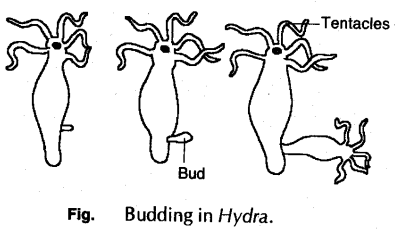 Tentacles
Bud
Fig. Budding in Hydra.